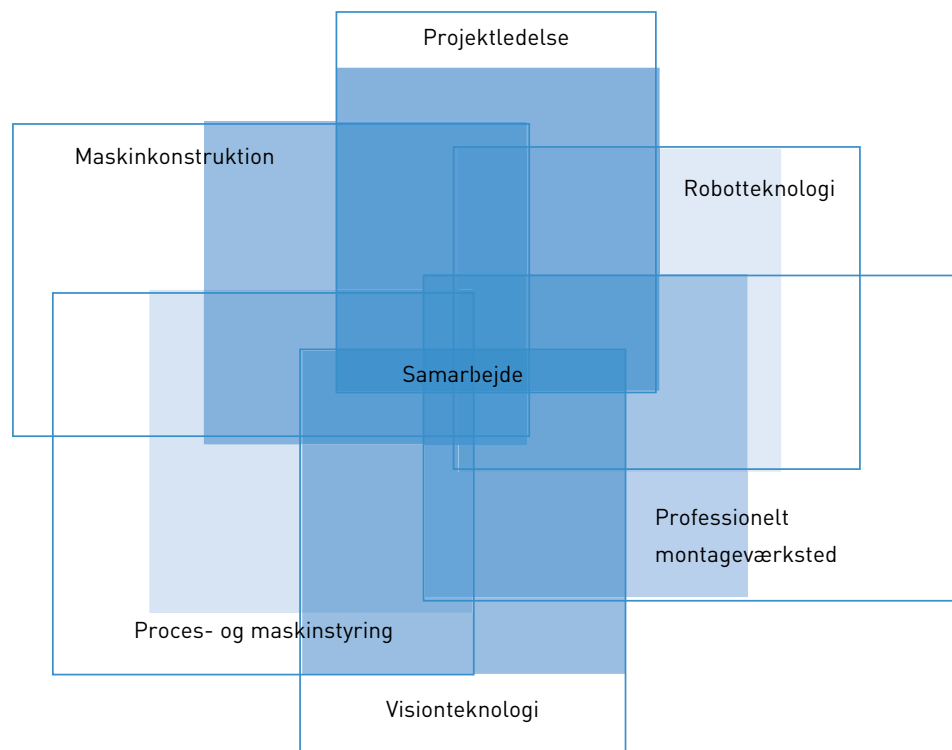 Projektledelse
Maskinkonstruktion
Robotteknologi
Samarbejde
Professionelt
montageværksted
Proces- og maskinstyring
Visionteknologi